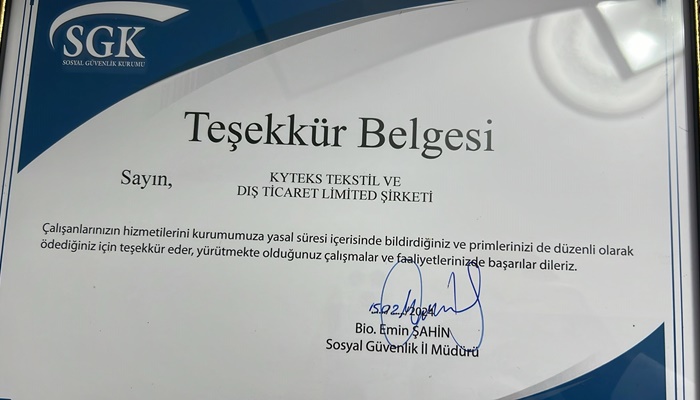 SGK
SOSYAL GÜVENLİK KURUMU
Teşekkür Belgesi
Sayın,
KYTEKS TEKSTİL VE
DIŞ TİCARET LİMİTED ŞİRKETİ
Çalışanlarınızın hizmetlerini kurumumuza yasal süresi içerisinde bildirdiğiniz ve primlerinizi de düzenli olarak
ödediğiniz için teşekkür eder, yürütmekte olduğunuz çalışmalar ve faaliyetlerinizde başarılar dileriz.
15.02.2024
Bio. Emin ŞAHİN
Sosyal Güvenlik İl Müdürü